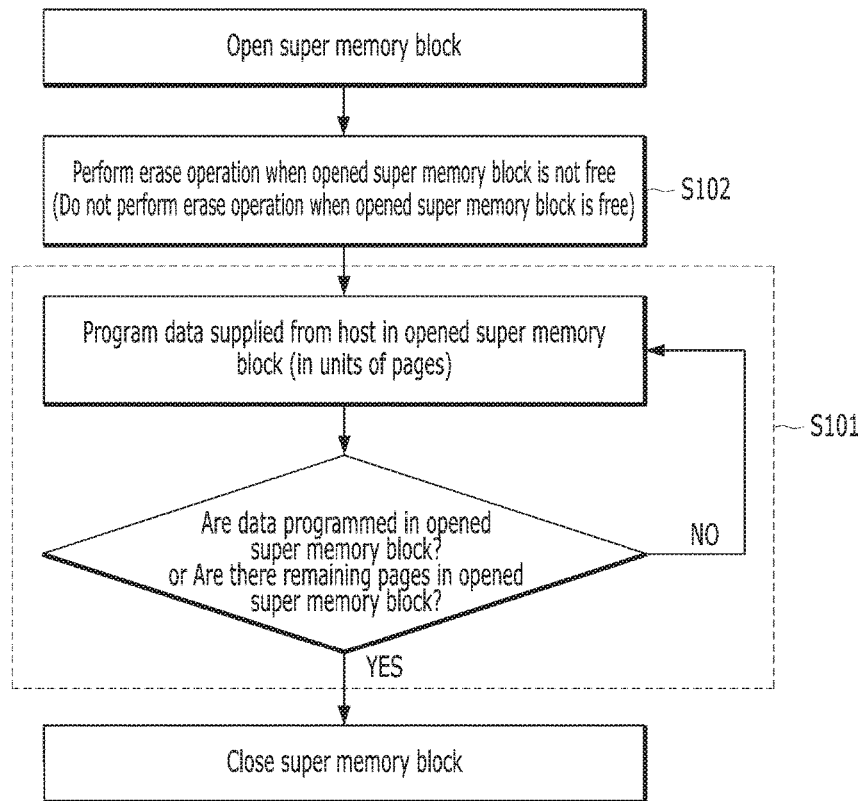 Open super memory block
Perform erase operation when opened super memory block is not free
(Do not perform erase operation when opened super memory block is free)
S102
Program data supplied from host in opened super memory
block (in units of pages)
S101
Are data programmed in opened
super memory block?
or Are there remaining pages in opened
super memory block?
NO
YES
Close super memory block